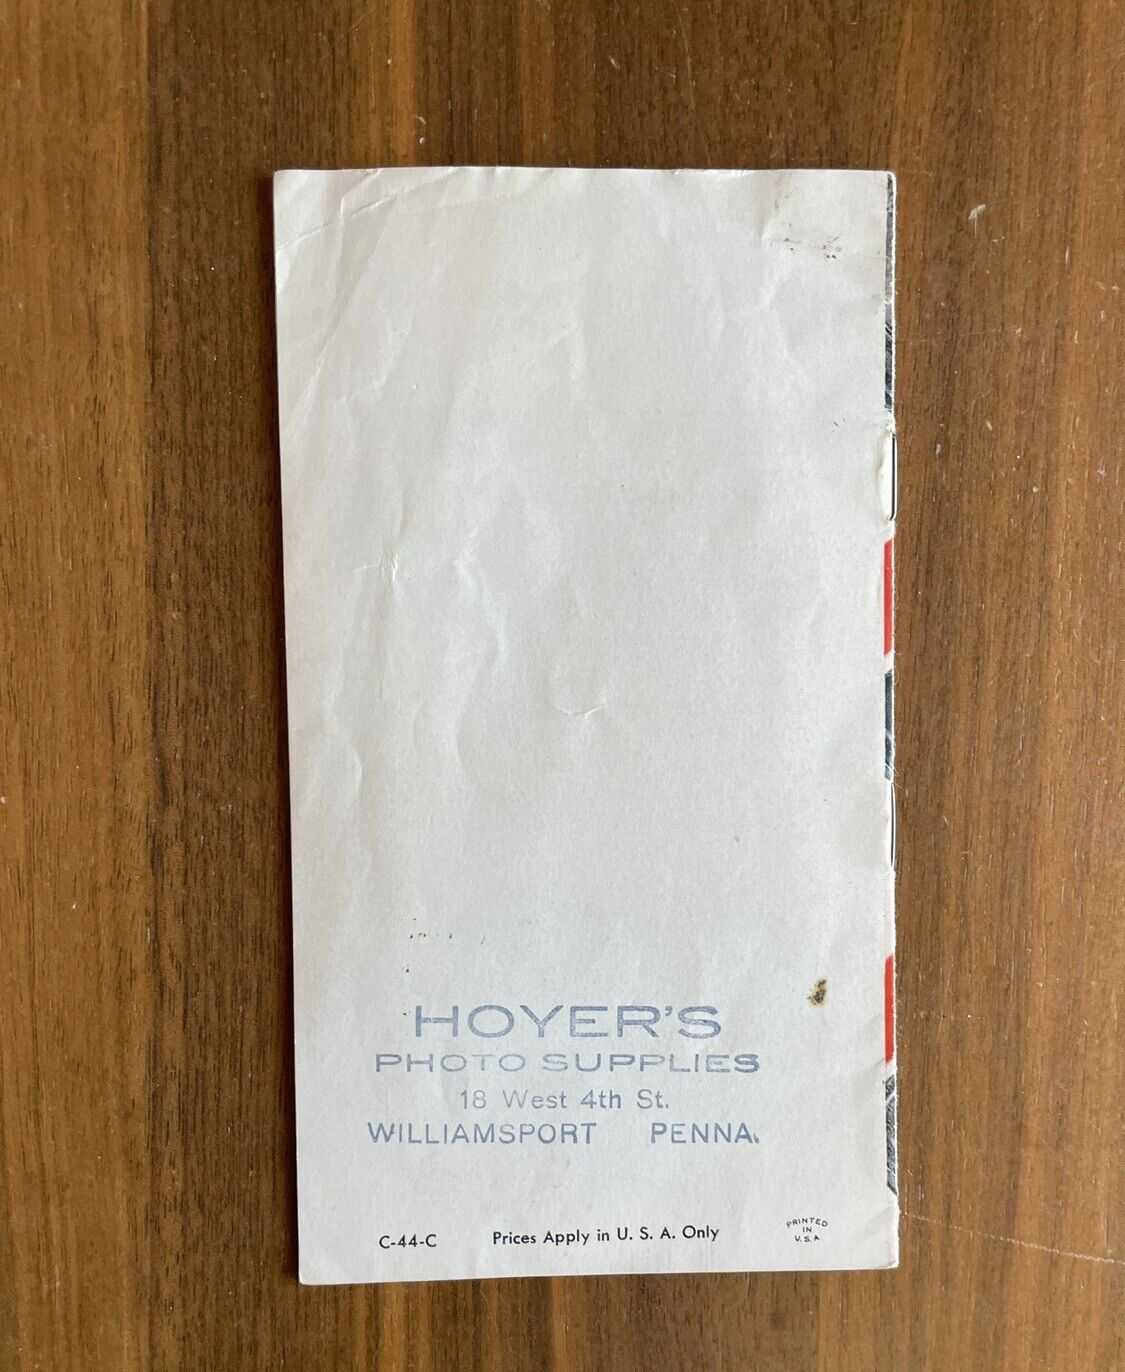 HOYER'S
PHOTO SUPPLIES
18 West 4th St.
WILLIAMSPORT PENNA.
C-44-C Prices Apply in U. S. A. Only
PRINTED
IN
U.S.A